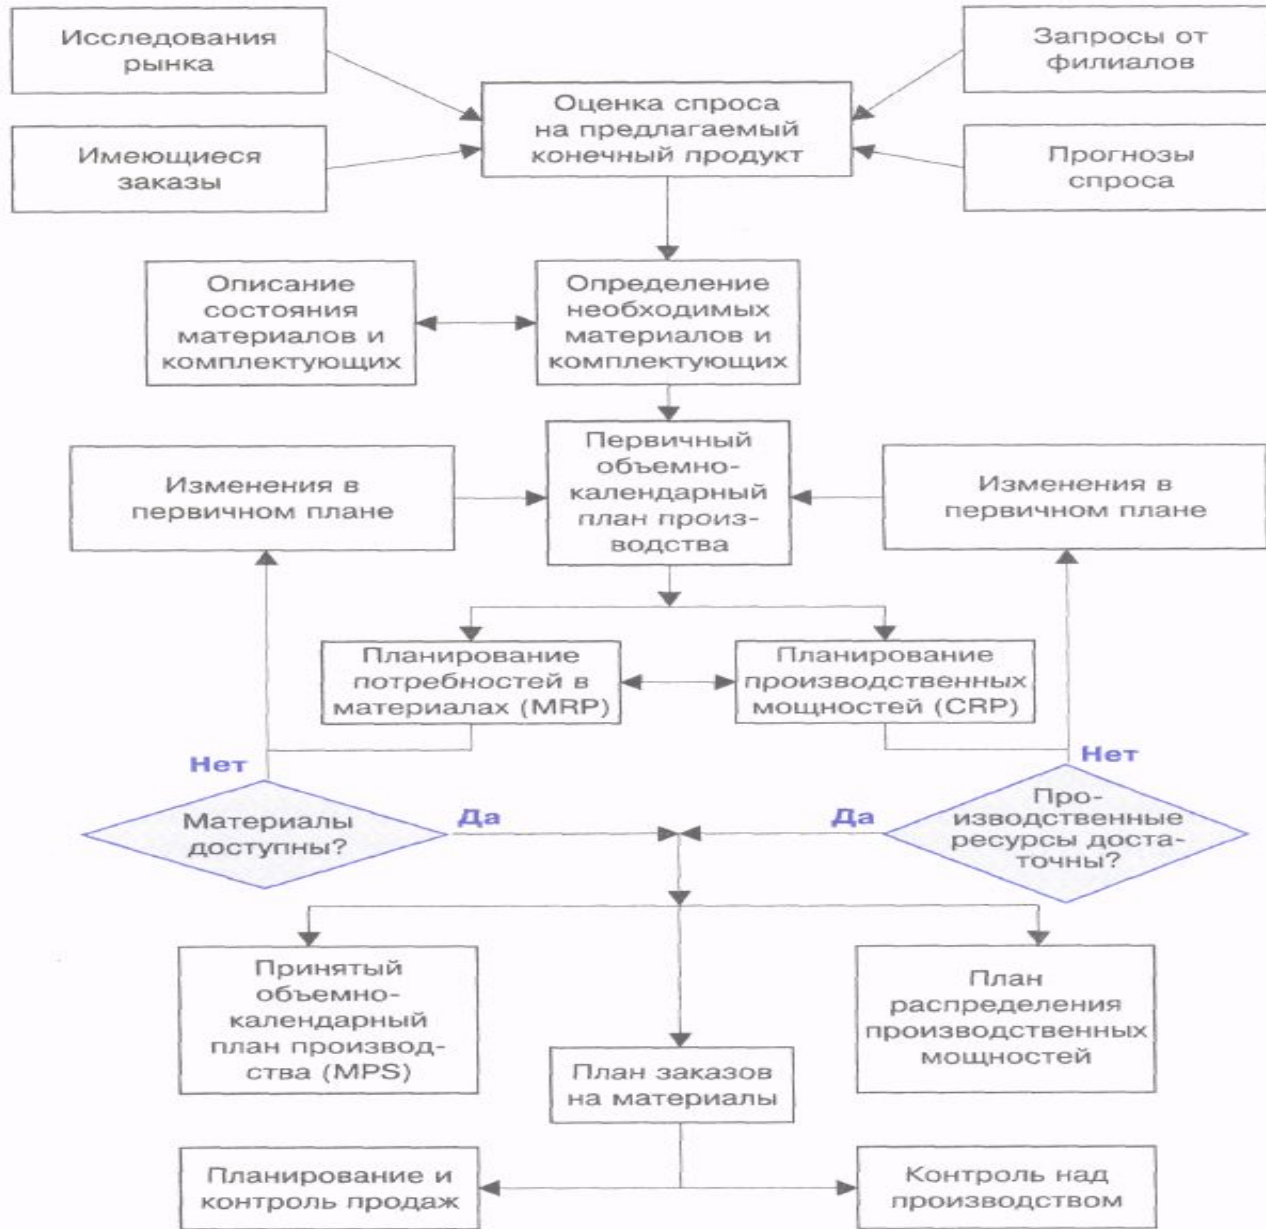 Исследования
рынка
Запросы от
филиалов
Оценка спроса
на предлагаемый
конечный продукт
Имеющиеся
заказы
Прогнозы
спроса
Описание
состояния
материалов и
комплектующих
Определение
необходимых
материалов и
комплектующих
Первичный
объемно-
календарный
план произ-
водства
Изменения в
первичном плане
Изменения в
первичном плане
Планирование
потребностей в
материалах (MRP)
Планирование
производственных
мощностей (CRP)
Нет
Нет
Материалы
доступны?
Да
Да
Про-
изводственные
ресурсы доста-
точны?
Принятый
объемно-
календарный
план производ-
ства (MPS)
План заказов
на материалы
План
распределения
производственных
мощностей
Планирование и
контроль продаж
Контроль над
производством